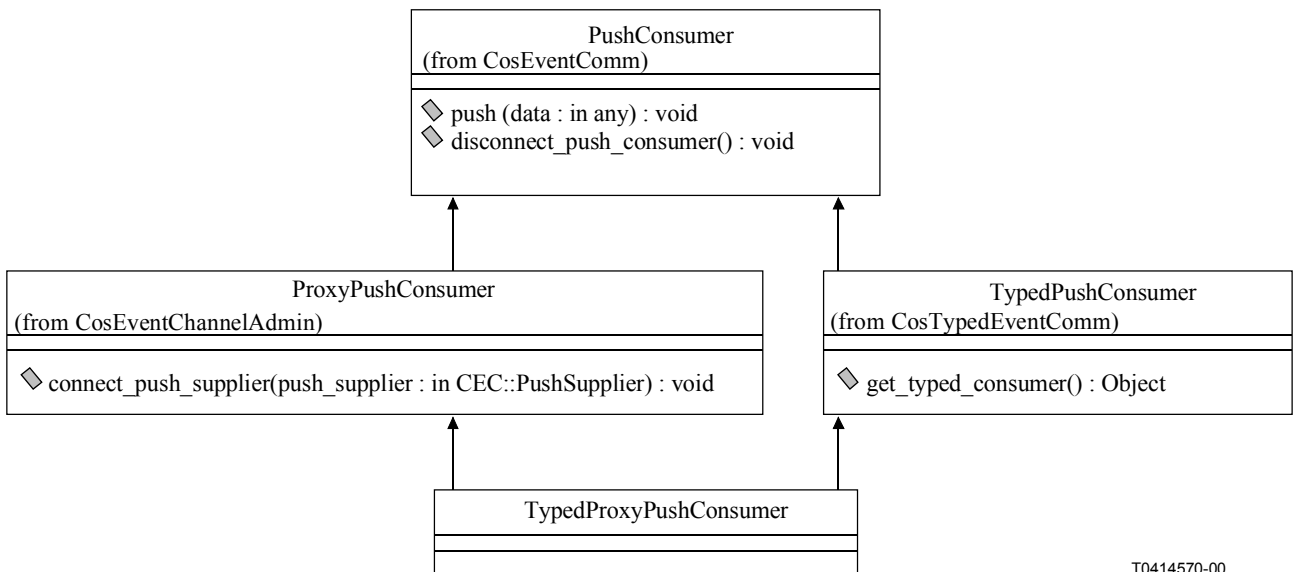 PushConsumer
(from CosEventComm)
push (data : in any) : void
disconnect_push_consumer() : void
ProxyPushConsumer
(from CosEventChannelAdmin)
connect_push_supplier(push_supplier : in CEC::PushSupplier) : void
TypedPushConsumer
(from CosTypedEventComm)
get_typed_consumer() : Object
TypedProxyPushConsumer
T0414570-00